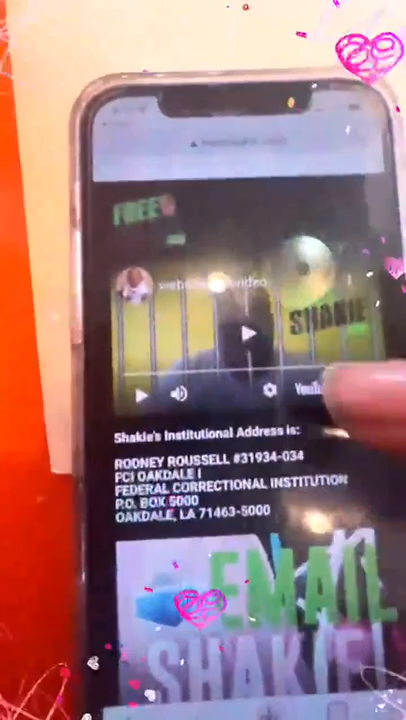 FREE
SHAKIE
YouTu
Shakie's Institutional Address is:
RODNEY ROUSSELL #31934-034
FCI OAKDALE I
FEDERAL CORRECTIONAL INSTITUTION
P.O. BOX 5000
OAKDALE, LA 71463-5000
EMAIL
SHAKIE!